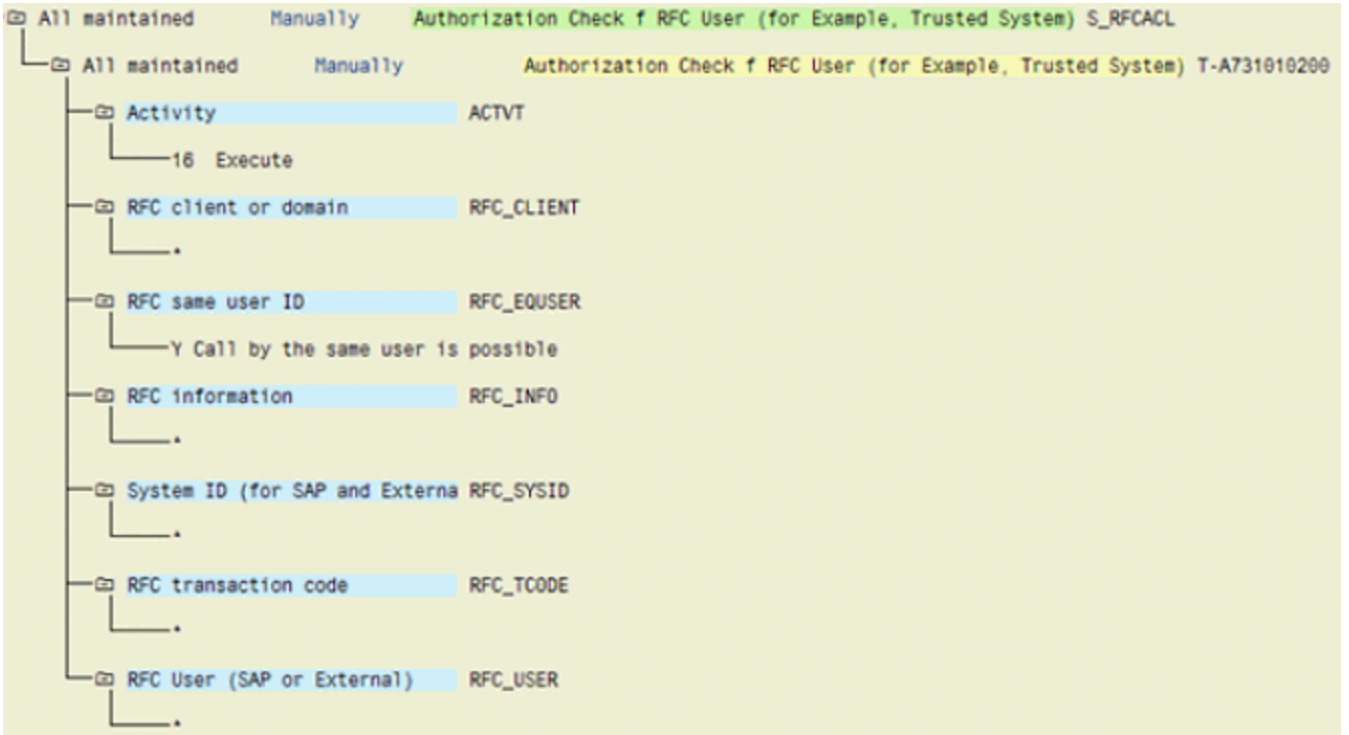 All maintained Manually Authorization Check f RFC User (for Example, Trusted System) S_RFCACL
All maintained Manually Authorization Check f RFC User (for Example, Trusted System) T-A731010200
Activity ACTVT
16 Execute
RFC client or domain RFC_CLIENT
*
RFC same user ID RFC_EQUSER
Y Call by the same user is possible
RFC information RFC_INFO
*
System ID (for SAP and Externa RFC_SYSID
*
RFC transaction code RFC_TCODE
*
RFC User (SAP or External) RFC_USER
*